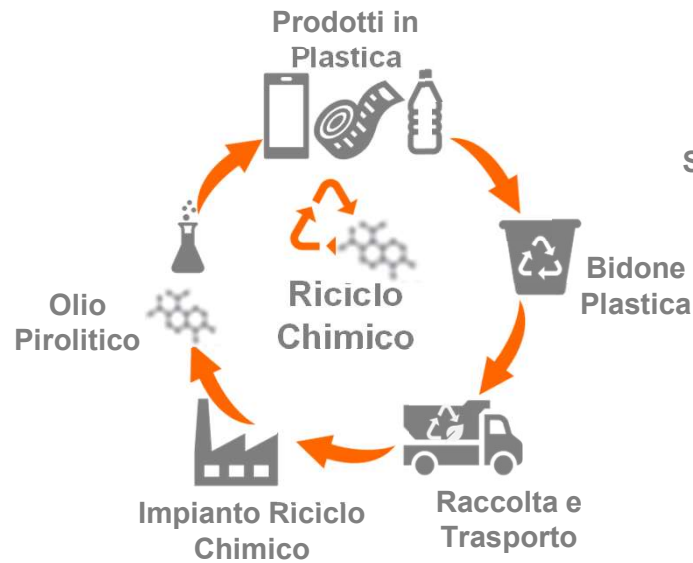 Prodotti in
Plastica
S
Bidone
Plastica
Riciclo
Chimico
Olio
Pirolitico
Raccolta e
Trasporto
Impianto Riciclo
Chimico